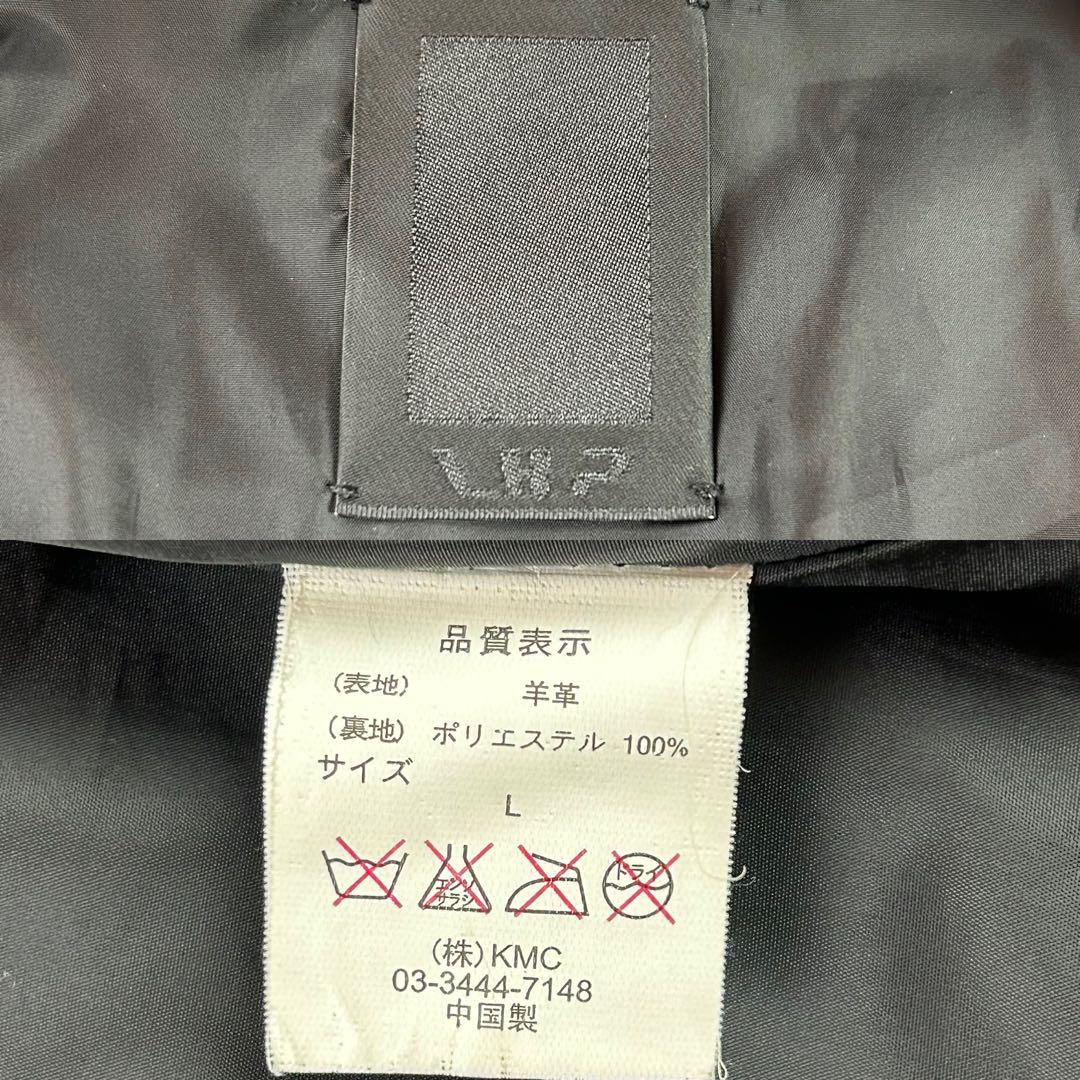 LHP
品質表示
(表地) 羊革
(裏地) ポリエステル 100%
サイズ
L
エンソ
サラシ
ドライ
(株)KMC
03-3444-7148
中国製